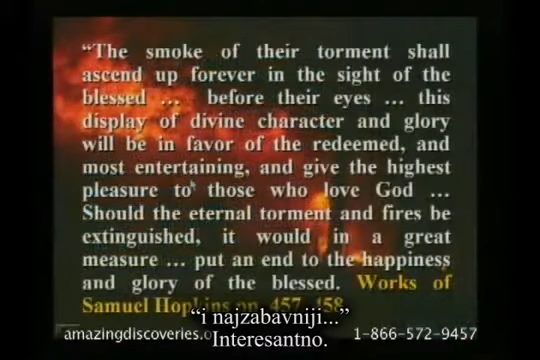 “The smoke of their torment shall
ascend up forever in the sight of the
blessed ... before their eyes ... this
display of divine character and glory
will be in favor of the redeemed, and
most entertaining, and give the highest
pleasure to those who love God ...
Should the eternal torment and fires be
extinguished, it would in a great
measure ... put an end to the happiness
and glory of the blessed. Works of
Samuel Hopkins pp. 457, 458
“i najzabavniji...”
amazingdiscoveries.o
Interesantno.
1-866-572-9457